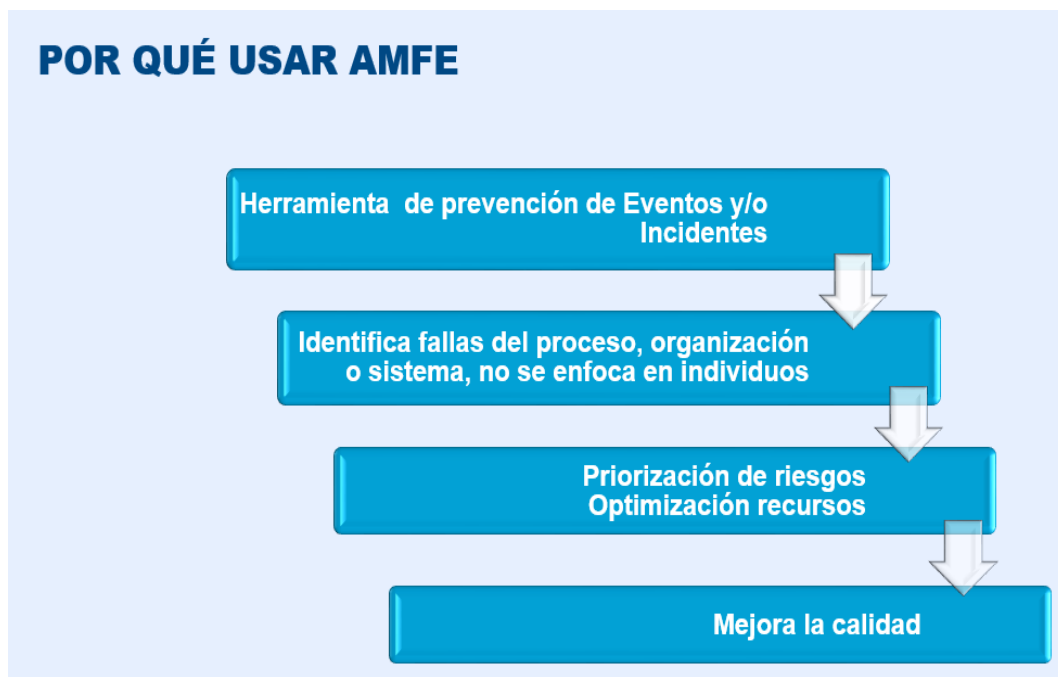 POR QUÉ USAR AMFE
Herramienta de prevención de Eventos y/o
Incidentes
Identifica fallas del proceso, organización
o sistema, no se enfoca en individuos
Priorización de riesgos
Optimización recursos
Mejora la calidad